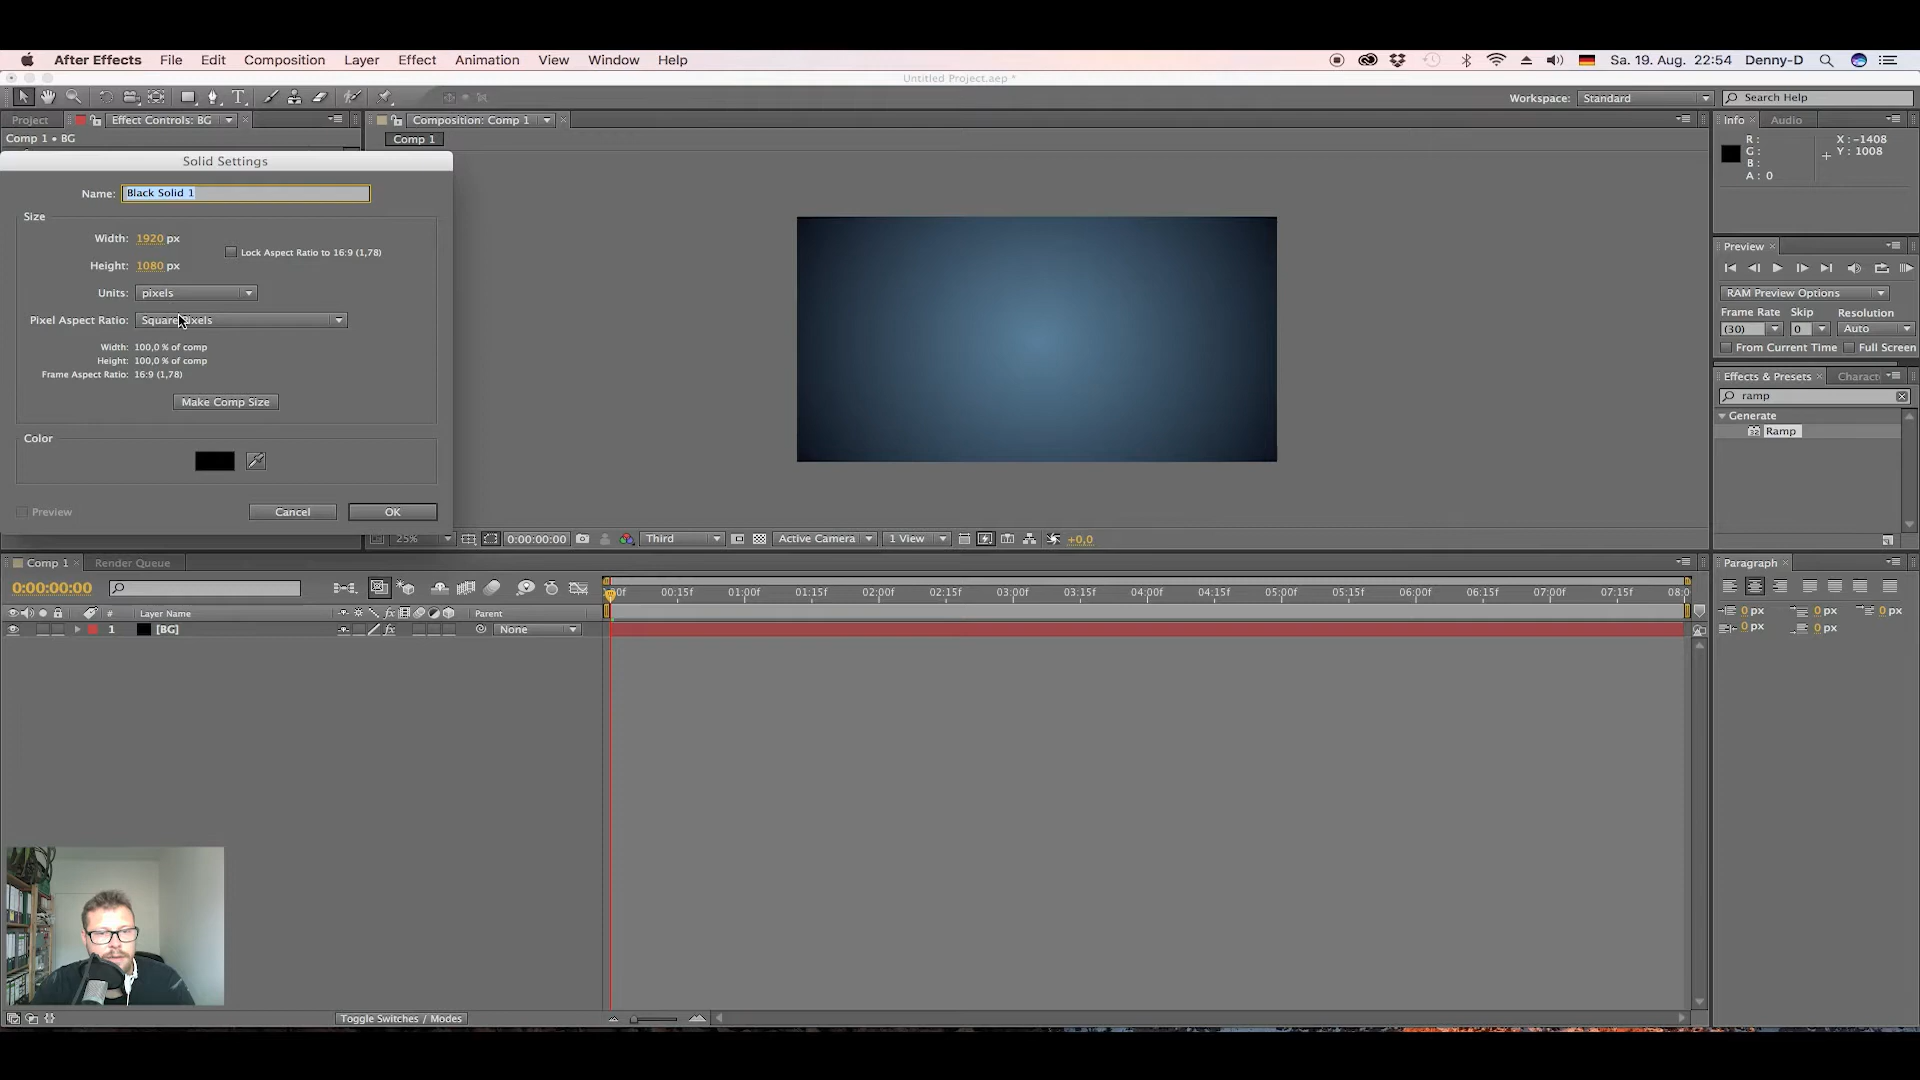 After Effects File Edit Composition Layer Effect Animation View Window Help Sa. 19. Aug. 22:54 Denny-D
Untitled Project.aep *
Workspace: Standard Search Help
Project Effect Controls: BG Composition: Comp 1 Info Audio
Comp 1 • BG Comp 1
R: X: -1408
G: Y: 1008
B:
A: 0
Solid Settings
Name: Black Solid 1
Size
Width: 1920 px
Lock Aspect Ratio to 16:9 (1,78)
Height: 1080 px
Units: pixels
Pixel Aspect Ratio: Square Pixels
Width: 100,0 % of comp
Height: 100,0 % of comp
Frame Aspect Ratio: 16:9 (1,78)
Make Comp Size
Color
Preview Cancel OK
Preview
RAM Preview Options
Frame Rate Skip Resolution
(30) 0 Auto
From Current Time Full Screen
Effects & Presets Charact
ramp
Generate
32 Ramp
25% 0:00:00:00 Third Active Camera 1 View +0,0
Comp 1 Render Queue
0:00:00:00
00:15f 01:00f 01:15f 02:00f 02:15f 03:00f 03:15f 04:00f 04:15f 05:00f 05:15f 06:00f 06:15f 07:00f 07:15f 08:0
# Layer Name fx Parent
1 [BG] fx None
Toggle Switches / Modes
Paragraph
0 px 0 px 0 px
0 px 0 px